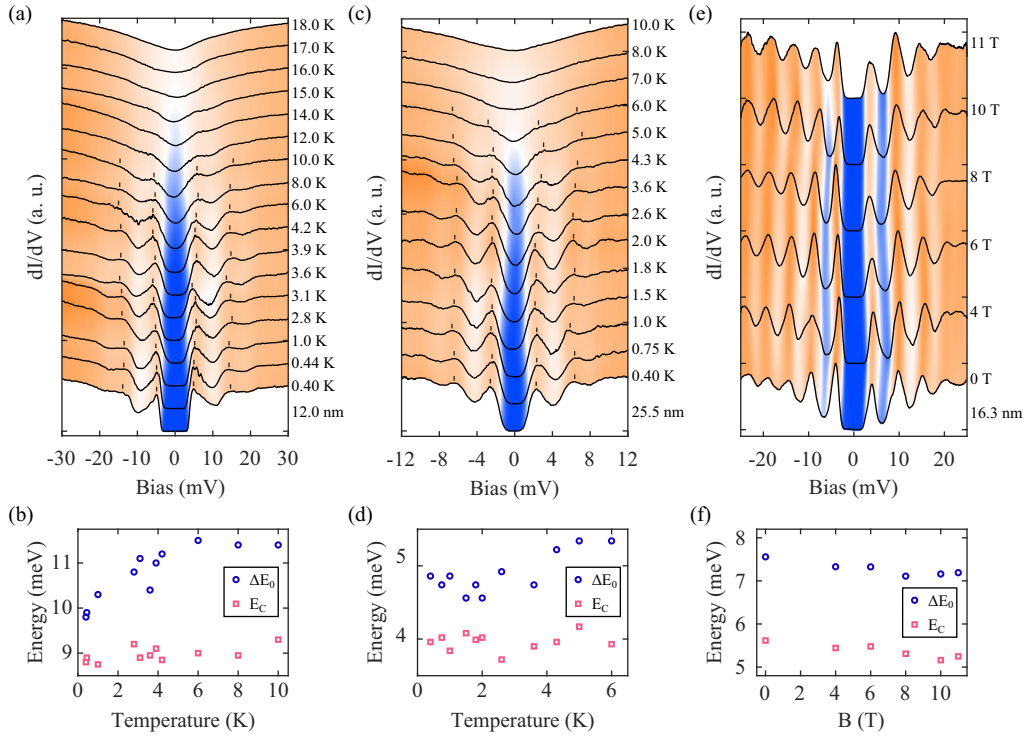 (a)
18.0 K
17.0 K
16.0 K
15.0 K
14.0 K
12.0 K
10.0 K
8.0 K
6.0 K
4.2 K
3.9 K
3.6 K
3.1 K
2.8 K
1.0 K
0.44 K
0.40 K
12.0 nm
dI/dV (a. u.)
-30 -20 -10 0 10 20 30
Bias (mV)
(c)
10.0 K
8.0 K
7.0 K
6.0 K
5.0 K
4.3 K
3.6 K
2.6 K
2.0 K
1.8 K
1.5 K
1.0 K
0.75 K
0.40 K
25.5 nm
dI/dV (a. u.)
-12 -8 -4 0 4 8 12
Bias (mV)
(e)
11 T
10 T
8 T
6 T
4 T
0 T
16.3 nm
dI/dV (a. u.)
-20 -10 0 10 20
Bias (mV)
(b)
11
10
9
Energy (meV)
ΔE₀
E_C
0 2 4 6 8 10
Temperature (K)
(d)
5
4
Energy (meV)
ΔE₀
E_C
0 2 4 6
Temperature (K)
(f)
8
7
6
5
Energy (meV)
ΔE₀
E_C
0 5 10
B (T)